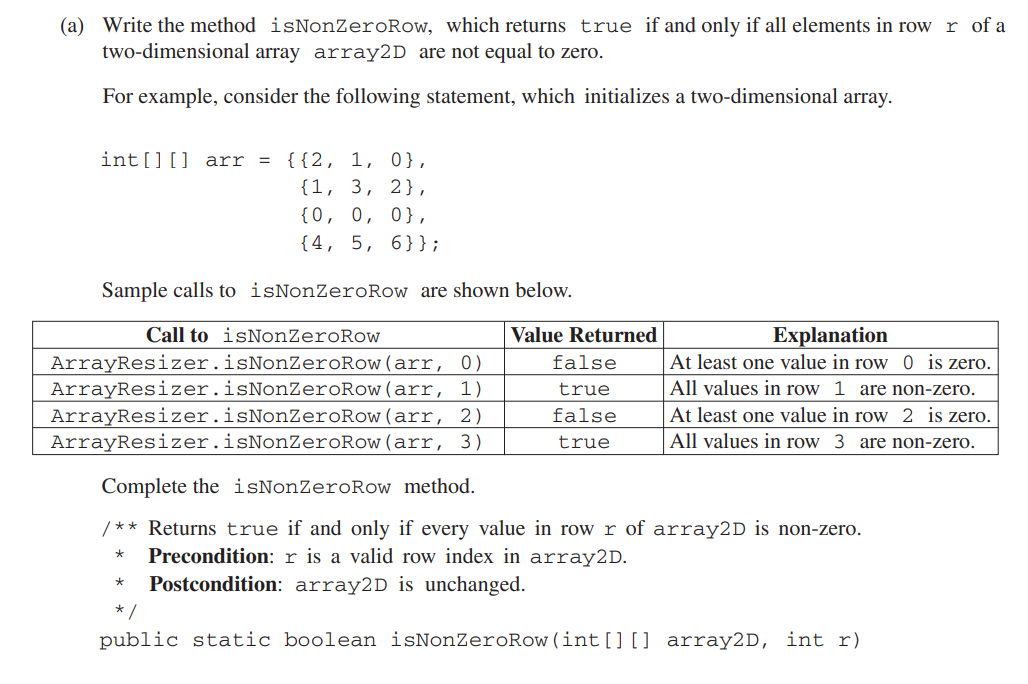 (a) Write the method isNonZeroRow, which returns true if and only if all elements in row r of a
two-dimensional array array2D are not equal to zero.
For example, consider the following statement, which initializes a two-dimensional array.
int[][] arr = {{2, 1, 0},
{1, 3, 2},
{0, 0, 0},
{4, 5, 6}};
Sample calls to isNonZeroRow are shown below.
Call to isNonZeroRow Value Returned Explanation
ArrayResizer.isNonZeroRow(arr, 0) false At least one value in row 0 is zero.
ArrayResizer.isNonZeroRow(arr, 1) true All values in row 1 are non-zero.
ArrayResizer.isNonZeroRow(arr, 2) false At least one value in row 2 is zero.
ArrayResizer.isNonZeroRow(arr, 3) true All values in row 3 are non-zero.
Complete the isNonZeroRow method.
/** Returns true if and only if every value in row r of array2D is non-zero.
* Precondition: r is a valid row index in array2D.
* Postcondition: array2D is unchanged.
*/
public static boolean isNonZeroRow(int[][] array2D, int r)